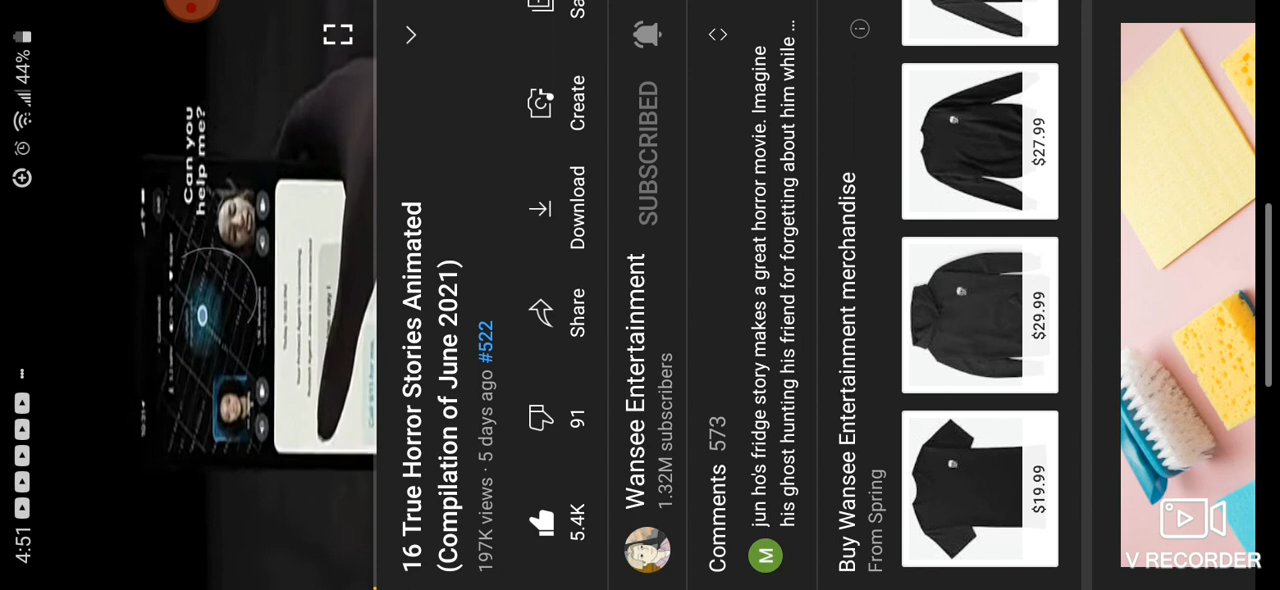 4:51
44%
Can you
help me?
16 True Horror Stories Animated
(Compilation of June 2021)
197K views · 5 days ago #522
5.4K
91
Share
Download
Create
Wansee Entertainment
1.32M subscribers
SUBSCRIBED
Comments 573
M
jun ho's fridge story makes a great horror movie. Imagine
his ghost hunting his friend for forgetting about him while ...
Buy Wansee Entertainment merchandise
From Spring
$19.99
$29.99
$27.99
V RECORDER